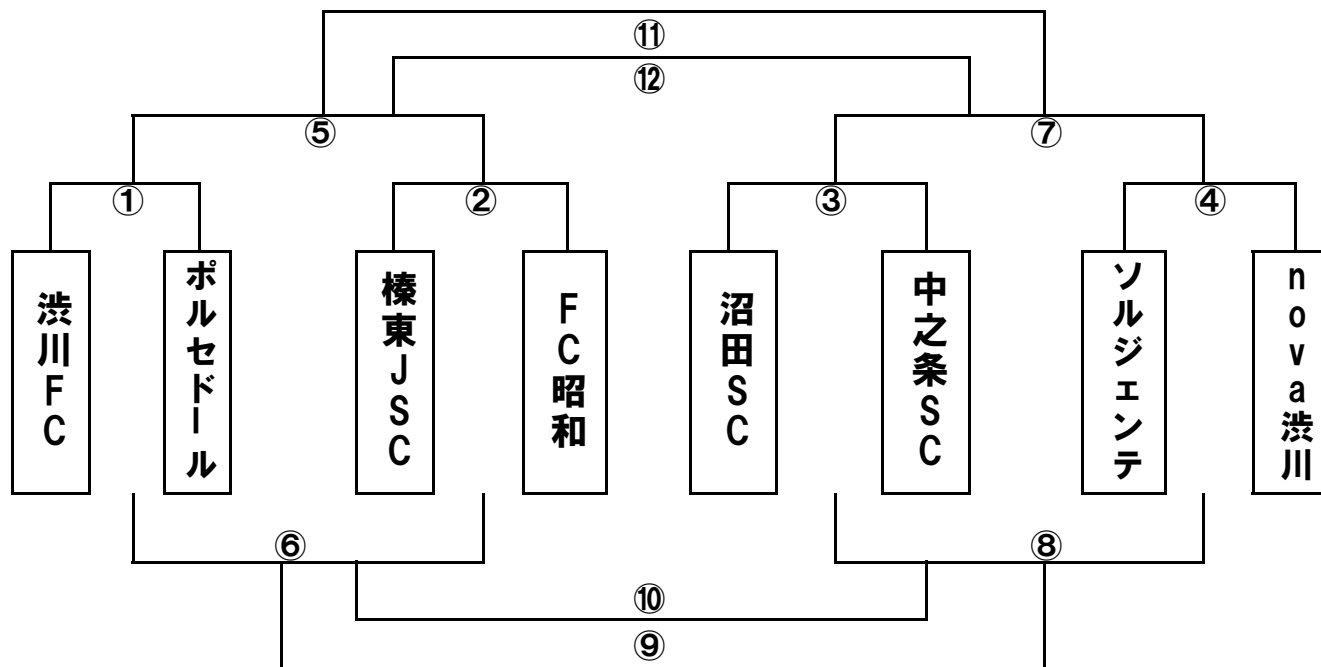 ⑪
⑫
⑤
⑦
①
②
③
④
渋川FC
ポルセドール
榛東JSC
FC昭和
沼田SC
中之条SC
ソルジェンテ
nova渋川
⑥
⑧
⑩
⑨